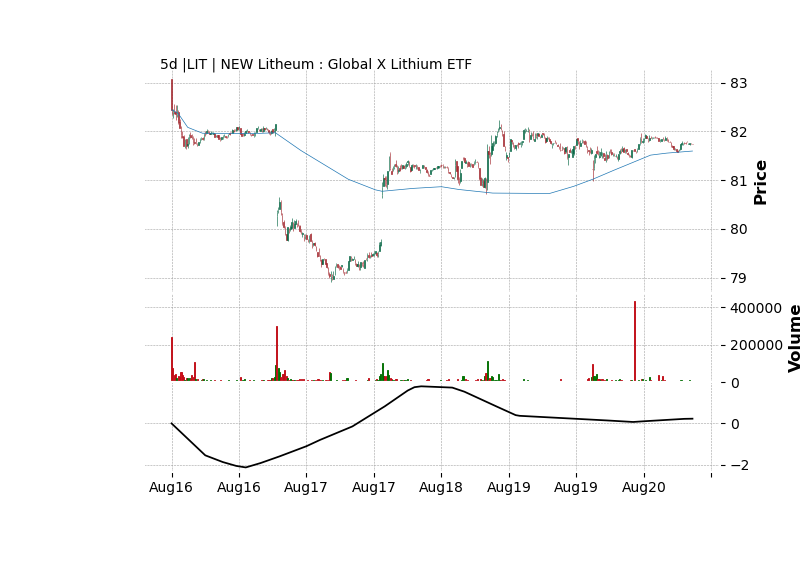 5d |LIT | NEW Litheum : Global X Lithium ETF
83
82
81
80
79
Price
400000
200000
0
Volume
0
−2
Aug16 Aug16 Aug17 Aug17 Aug18 Aug19 Aug19 Aug20